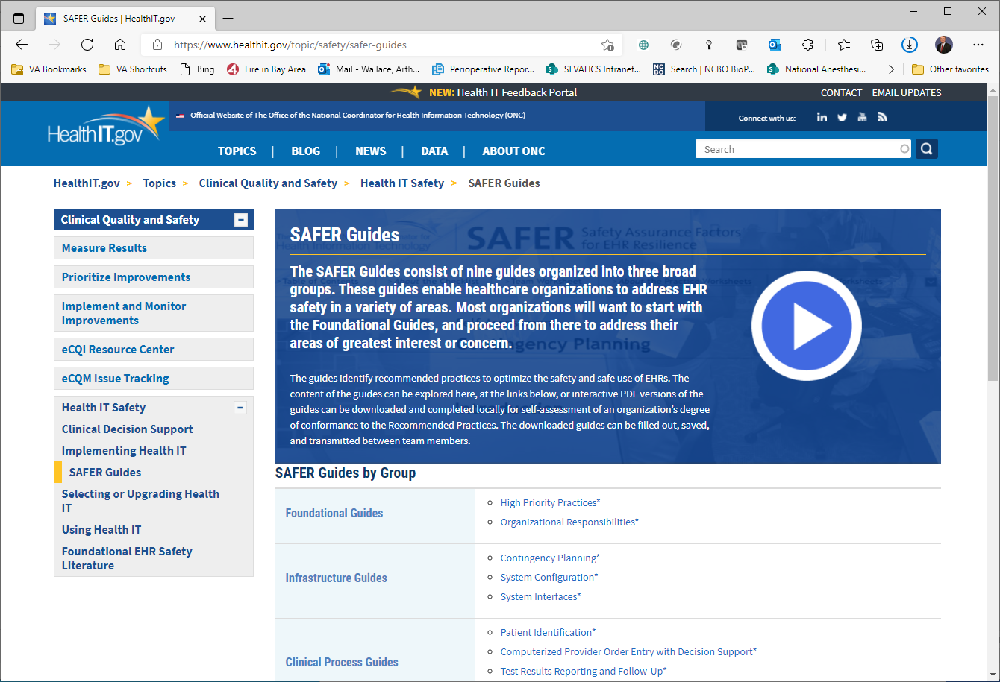 SAFER Guides | HealthIT.gov
https://www.healthit.gov/topic/safety/safer-guides
VA Bookmarks
VA Shortcuts
Bing
Fire in Bay Area
Mail - Wallace, Arth...
Perioperative Repor...
SFVAHCS Intranet...
NC
BO
Search | NCBO BioP...
National Anesthesi...
Other favorites
NEW: Health IT Feedback Portal
CONTACT EMAIL UPDATES
HealthIT.gov
Official Website of The Office of the National Coordinator for Health Information Technology (ONC)
Connect with us:
TOPICS | BLOG | NEWS | DATA | ABOUT ONC
Search
HealthIT.gov > Topics > Clinical Quality and Safety > Health IT Safety > SAFER Guides
Clinical Quality and Safety
Measure Results
Prioritize Improvements
Implement and Monitor
Improvements
eCQI Resource Center
eCQM Issue Tracking
Health IT Safety
Clinical Decision Support
Implementing Health IT
SAFER Guides
Selecting or Upgrading Health
IT
Using Health IT
Foundational EHR Safety
Literature
SAFER Guides
SAFER Safety Assurance Factors
for EHR Resilience
The SAFER Guides consist of nine guides organized into three broad
groups. These guides enable healthcare organizations to address EHR
safety in a variety of areas. Most organizations will want to start with
the Foundational Guides, and proceed from there to address their
areas of greatest interest or concern.
The guides identify recommended practices to optimize the safety and safe use of EHRs. The
content of the guides can be explored here, at the links below, or interactive PDF versions of the
guides can be downloaded and completed locally for self-assessment of an organization's degree
of conformance to the Recommended Practices. The downloaded guides can be filled out, saved,
and transmitted between team members.
SAFER Guides by Group
Foundational Guides
High Priority Practices*
Organizational Responsibilities*
Infrastructure Guides
Contingency Planning*
System Configuration*
System Interfaces*
Clinical Process Guides
Patient Identification*
Computerized Provider Order Entry with Decision Support*
Test Results Reporting and Follow-Up*